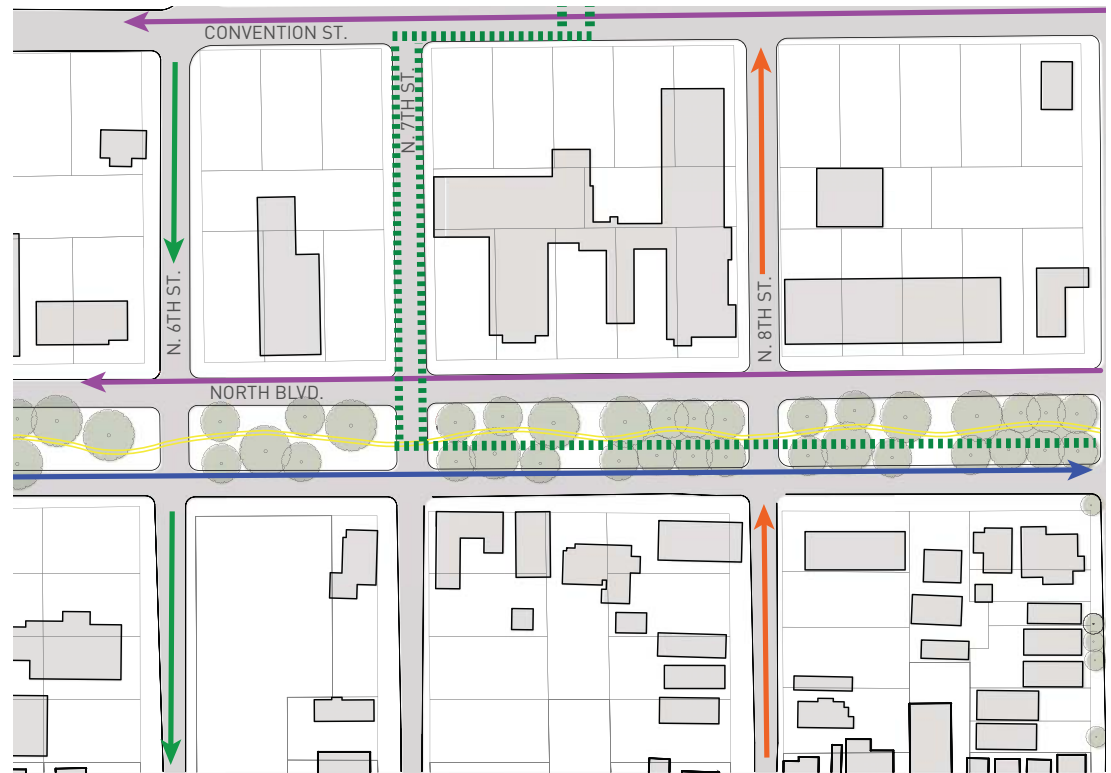 CONVENTION ST.
N. 7TH ST.
N. 6TH ST.
N. 8TH ST.
NORTH BLVD.